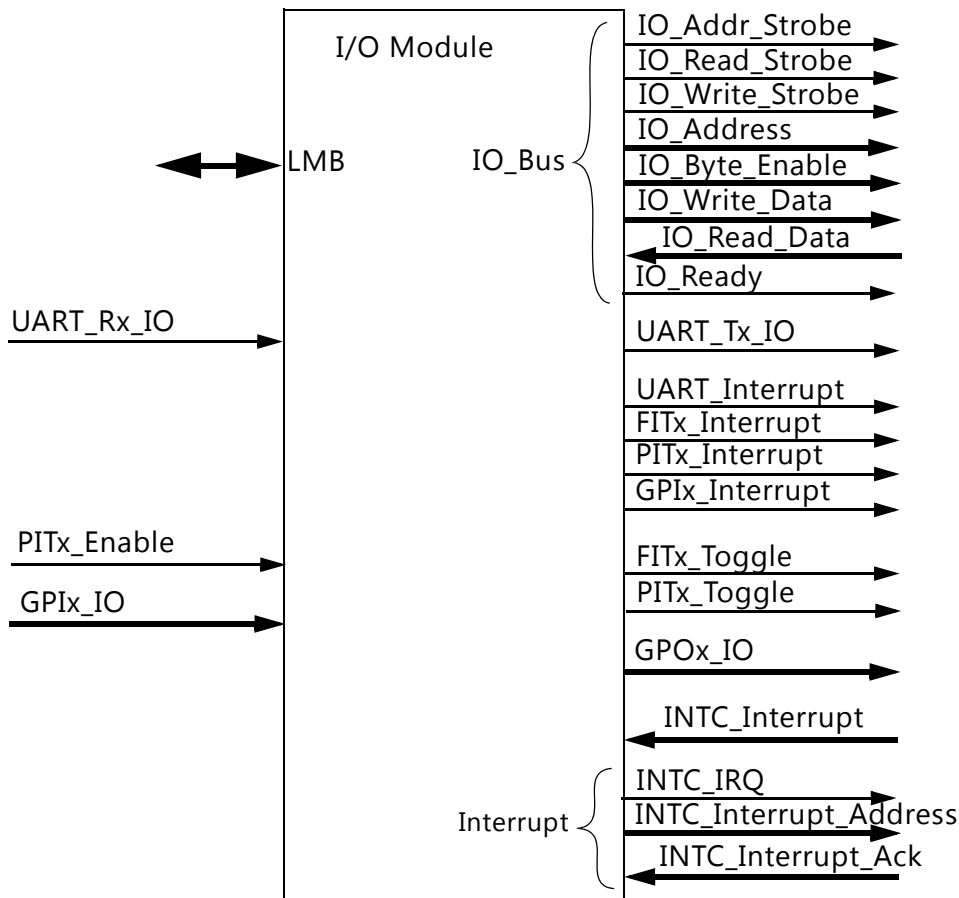 I/O Module
LMB
IO_Bus
IO_Addr_Strobe
IO_Read_Strobe
IO_Write_Strobe
IO_Address
IO_Byte_Enable
IO_Write_Data
IO_Read_Data
IO_Ready
UART_Rx_IO
UART_Tx_IO
UART_Interrupt
FITx_Interrupt
PITx_Interrupt
GPIx_Interrupt
PITx_Enable
FITx_Toggle
PITx_Toggle
GPIx_IO
GPOx_IO
INTC_Interrupt
Interrupt
INTC_IRQ
INTC_Interrupt_Address
INTC_Interrupt_Ack